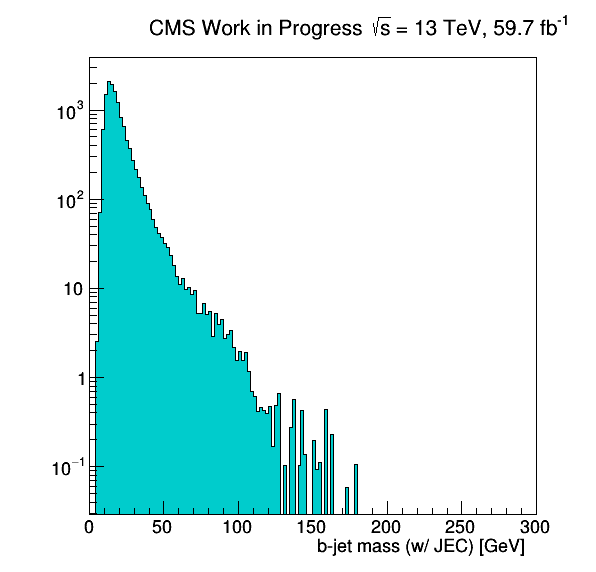 CMS Work in Progress √s = 13 TeV, 59.7 fb⁻¹
10³
10²
10
1
10⁻¹
0 50 100 150 200 250 300
b-jet mass (w/ JEC) [GeV]